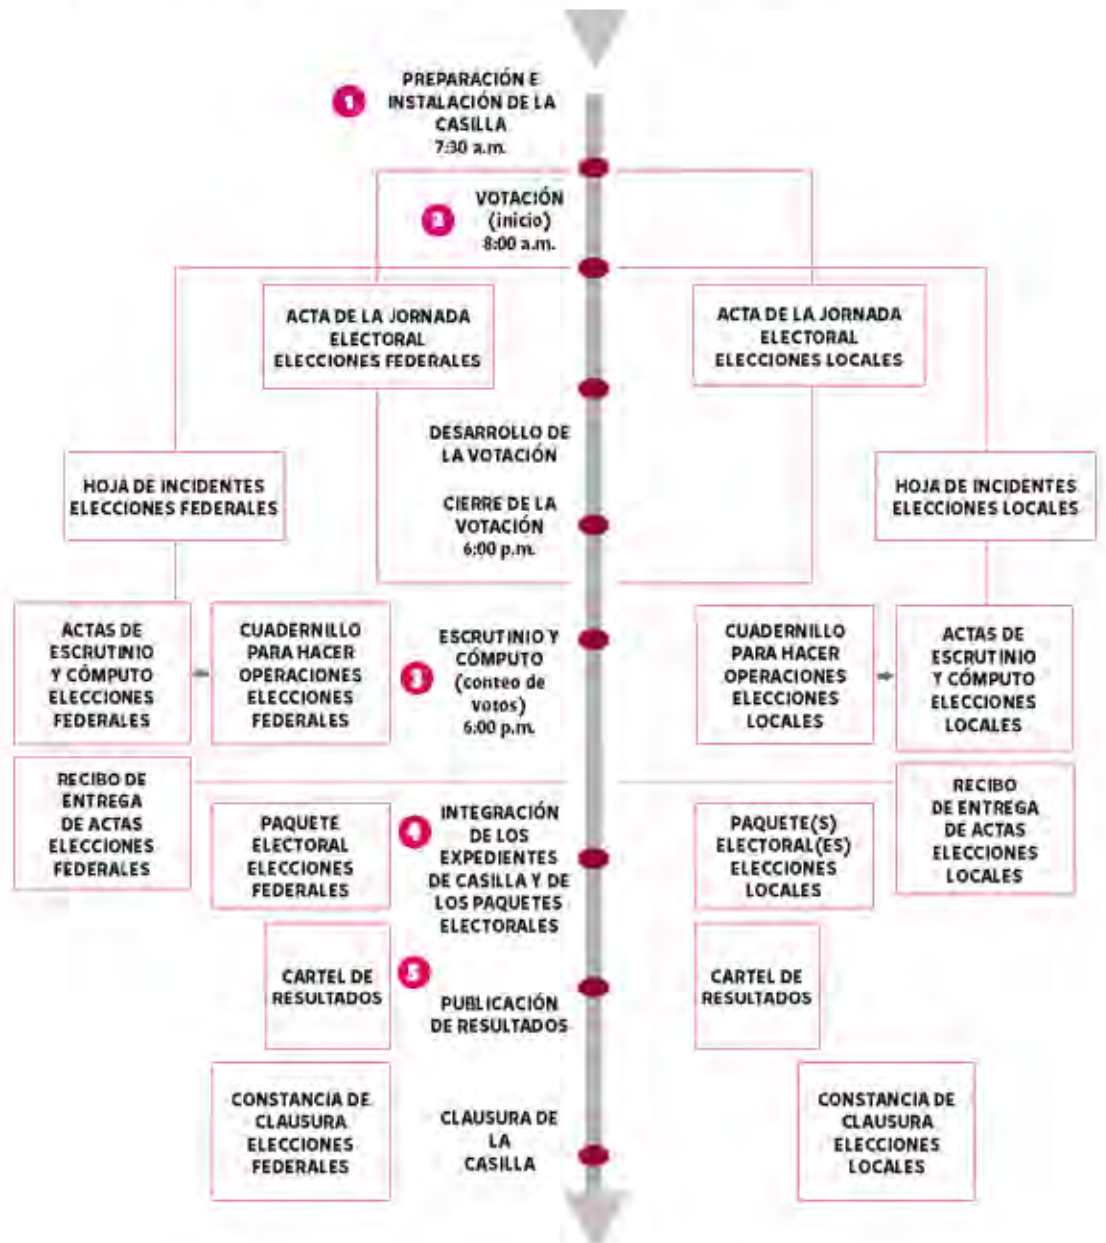 1
PREPARACIÓN E
INSTALACIÓN DE LA
CASILLA
7:30 a.m.
2
VOTACIÓN
(inicio)
8:00 a.m.
ACTA DE LA JORNADA
ELECTORAL
ELECCIONES FEDERALES
ACTA DE LA JORNADA
ELECTORAL
ELECCIONES LOCALES
DESARROLLO DE
LA VOTACIÓN
HOJA DE INCIDENTES
ELECCIONES FEDERALES
HOJA DE INCIDENTES
ELECCIONES LOCALES
CIERRE DE LA
VOTACIÓN
6:00 p.m.
ACTAS DE
ESCRUTINIO
Y CÓMPUTO
ELECCIONES
FEDERALES
CUADERNILLO
PARA HACER
OPERACIONES
ELECCIONES
FEDERALES
3
ESCRUTINIO Y
CÓMPUTO
(conteo de
votos)
6:00 p.m.
CUADERNILLO
PARA HACER
OPERACIONES
ELECCIONES
LOCALES
ACTAS DE
ESCRUTINIO
Y CÓMPUTO
ELECCIONES
LOCALES
RECIBO DE
ENTREGA
DE ACTAS
ELECCIONES
FEDERALES
PAQUETE
ELECTORAL
ELECCIONES
FEDERALES
4
INTEGRACIÓN
DE LOS
EXPEDIENTES
DE CASILLA Y DE
LOS PAQUETES
ELECTORALES
PAQUETE(S)
ELECTORAL(ES)
ELECCIONES
LOCALES
RECIBO
DE ENTREGA
DE ACTAS
ELECCIONES
LOCALES
CARTEL DE
RESULTADOS
5
PUBLICACIÓN
DE RESULTADOS
CARTEL DE
RESULTADOS
CONSTANCIA DE
CLAUSURA
ELECCIONES
FEDERALES
CLAUSURA DE
LA
CASILLA
CONSTANCIA DE
CLAUSURA
ELECCIONES
LOCALES